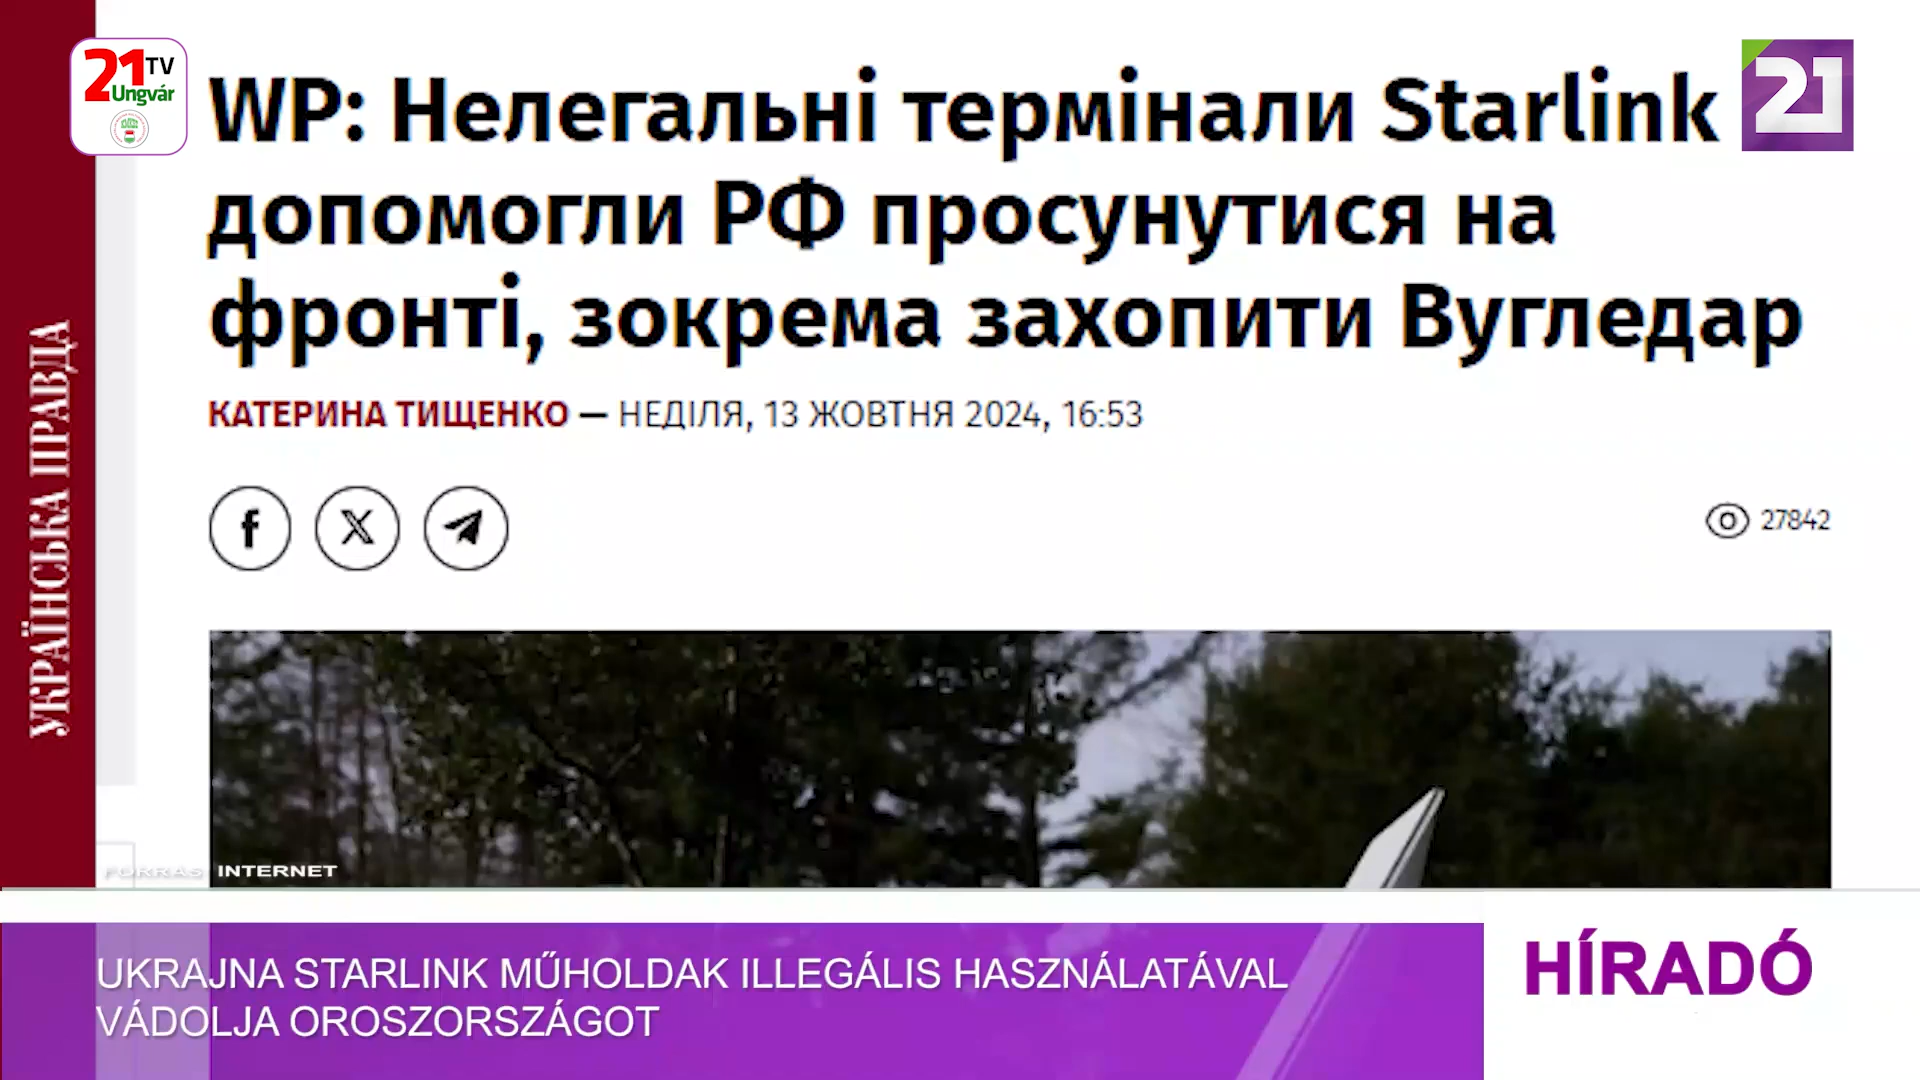 21 TV
Ungvár
21
WP: Нелегальні термінали Starlink
допомогли РФ просунутися на
фронті, зокрема захопити Вугледар
КАТЕРИНА ТИЩЕНКО — НЕДІЛЯ, 13 ЖОВТНЯ 2024, 16:53
27842
УКРАЇНСЬКА ПРАВДА
FORRÁS INTERNET
UKRAJNA STARLINK MŰHOLDAK ILLEGÁLIS HASZNÁLATÁVAL
VÁDOLJA OROSZORSZÁGOT
HÍRADÓ